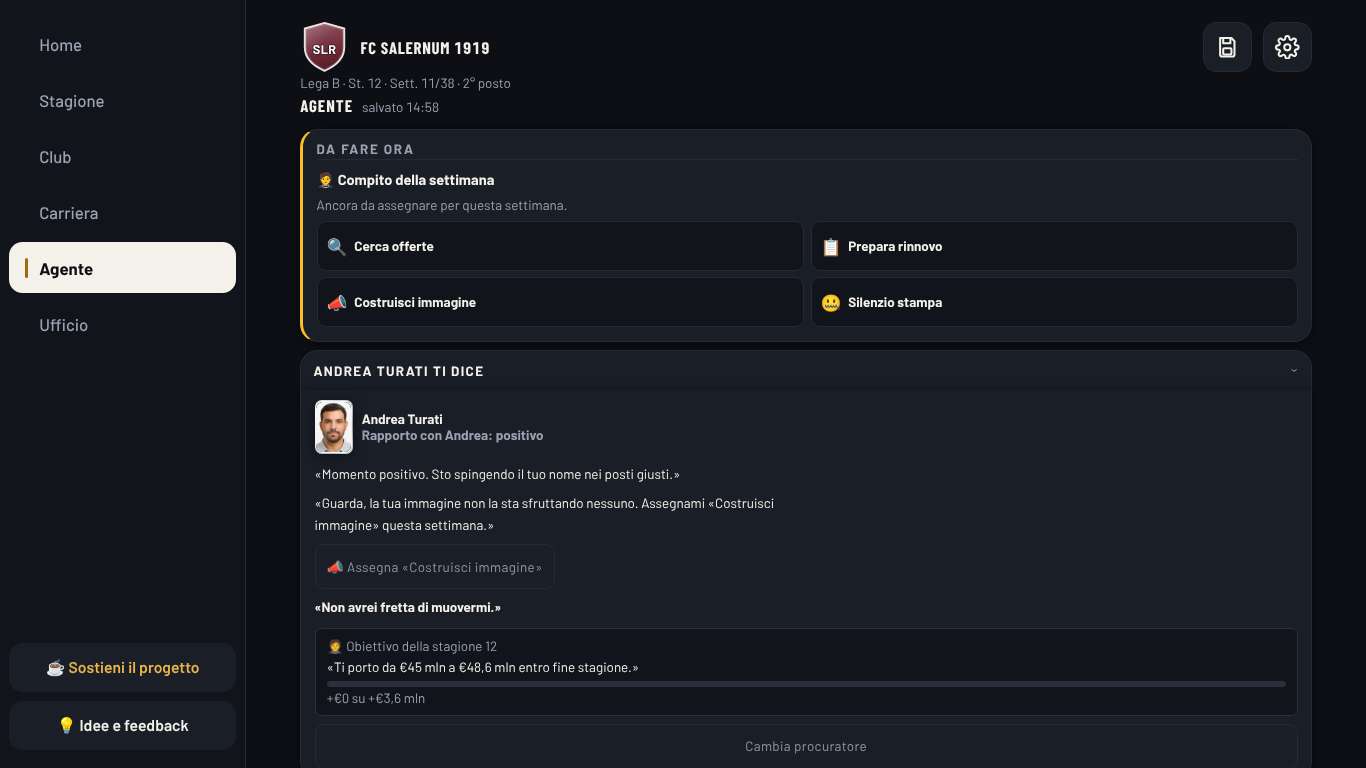 Home
Stagione
Club
Carriera
Agente
Ufficio
☕ Sostieni il progetto
💡 Idee e feedback
SLR
FC SALERNUM 1919
Lega B · St. 12 · Sett. 11/38 · 2° posto
AGENTE salvato 14:58
DA FARE ORA
Compito della settimana
Ancora da assegnare per questa settimana.
Cerca offerte
Prepara rinnovo
Costruisci immagine
Silenzio stampa
ANDREA TURATI TI DICE
Andrea Turati
Rapporto con Andrea: positivo
«Momento positivo. Sto spingendo il tuo nome nei posti giusti.»
«Guarda, la tua immagine non la sta sfruttando nessuno. Assegnami «Costruisci
immagine» questa settimana.»
Assegna «Costruisci immagine»
«Non avrei fretta di muovermi.»
Obiettivo della stagione 12
«Ti porto da €45 mln a €48,6 mln entro fine stagione.»
+€0 su +€3,6 mln
Cambia procuratore